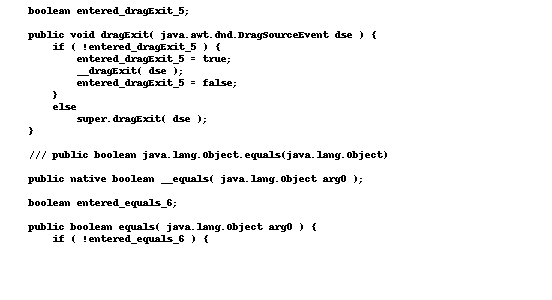 boolean entered_dragExit_5;
public void dragExit( java.awt.dnd.DragSourceEvent dse ) {
if ( !entered_dragExit_5 ) {
entered_dragExit_5 = true;
__dragExit( dse );
entered_dragExit_5 = false;
}
else
super.dragExit( dse );
}
/// public boolean java.lang.Object.equals(java.lang.Object)
public native boolean __equals( java.lang.Object arg0 );
boolean entered_equals_6;
public boolean equals( java.lang.Object arg0 ) {
if ( !entered_equals_6 ) {